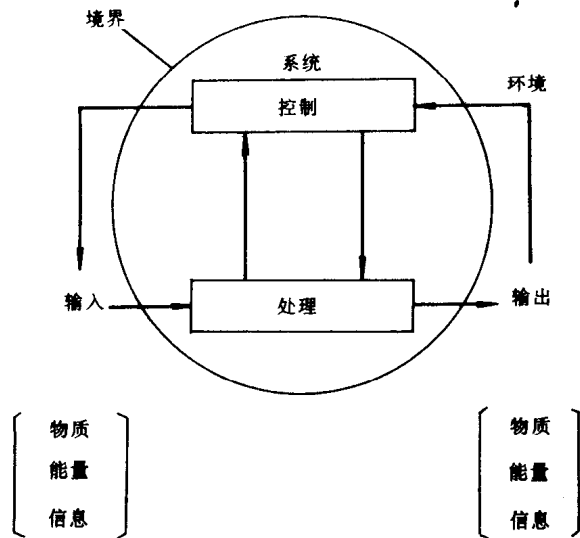 境界
系统
控制
环境
输入
处理
输出
物质
能量
信息
物质
能量
信息